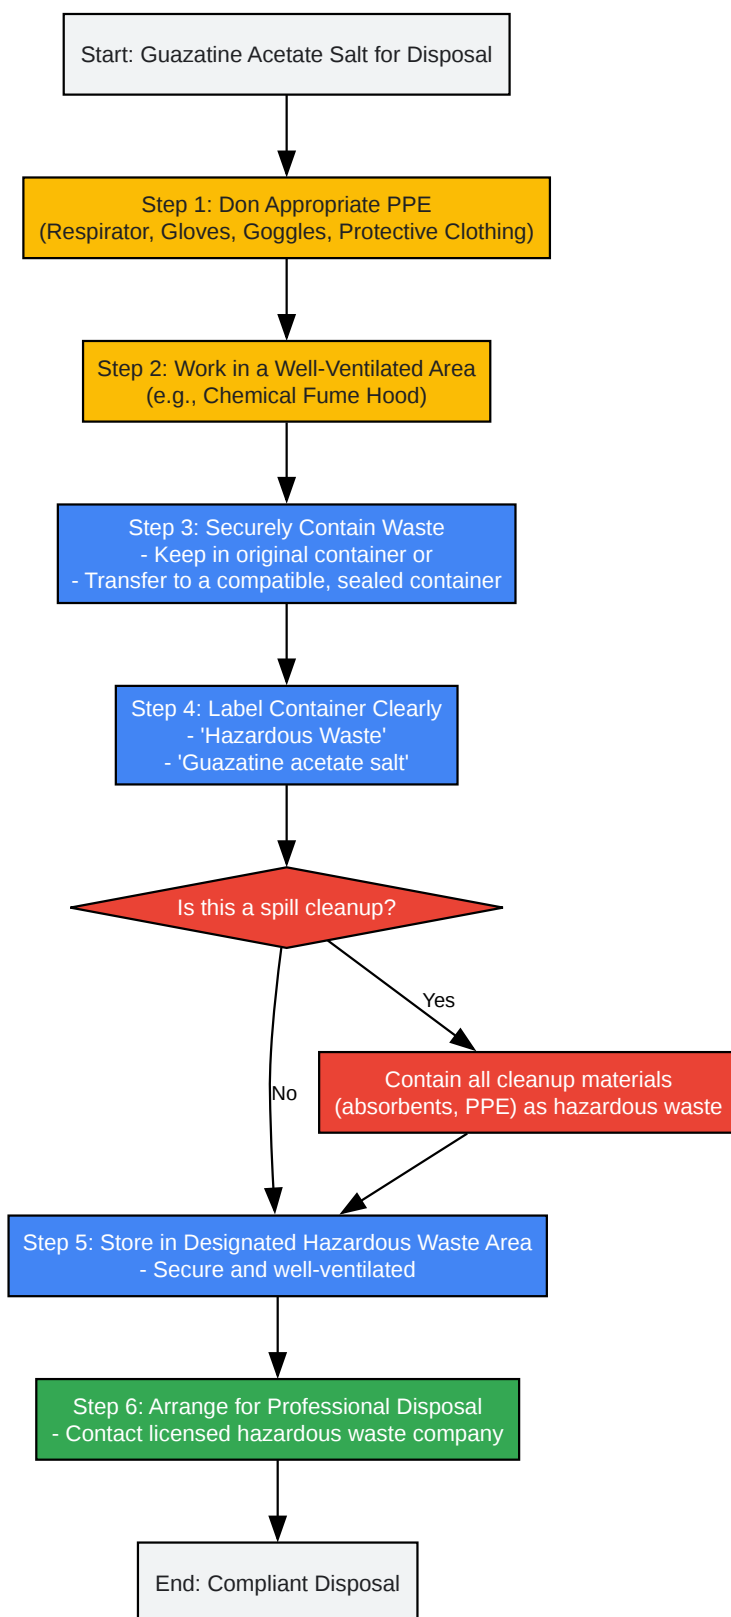 Start: Guazatine Acetate Salt for Disposal
Step 1: Don Appropriate PPE
(Respirator, Gloves, Goggles, Protective Clothing)
Step 2: Work in a Well-Ventilated Area
(e.g., Chemical Fume Hood)
Step 3: Securely Contain Waste
- Keep in original container or
- Transfer to a compatible, sealed container
Step 4: Label Container Clearly
- 'Hazardous Waste'
- 'Guazatine acetate salt'
Is this a spill cleanup?
Yes
Contain all cleanup materials
(absorbents, PPE) as hazardous waste
No
Step 5: Store in Designated Hazardous Waste Area
- Secure and well-ventilated
Step 6: Arrange for Professional Disposal
- Contact licensed hazardous waste company
End: Compliant Disposal